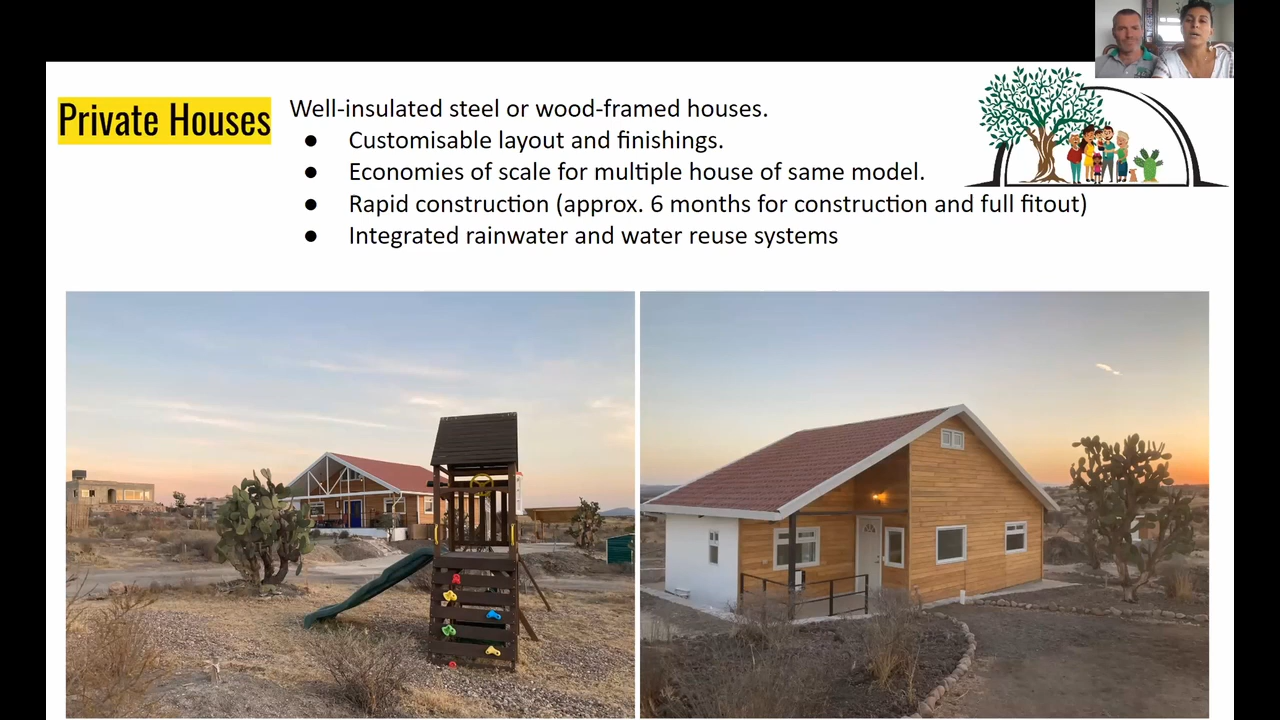 Private Houses
Well-insulated steel or wood-framed houses.
● Customisable layout and finishings.
● Economies of scale for multiple house of same model.
● Rapid construction (approx. 6 months for construction and full fitout)
● Integrated rainwater and water reuse systems